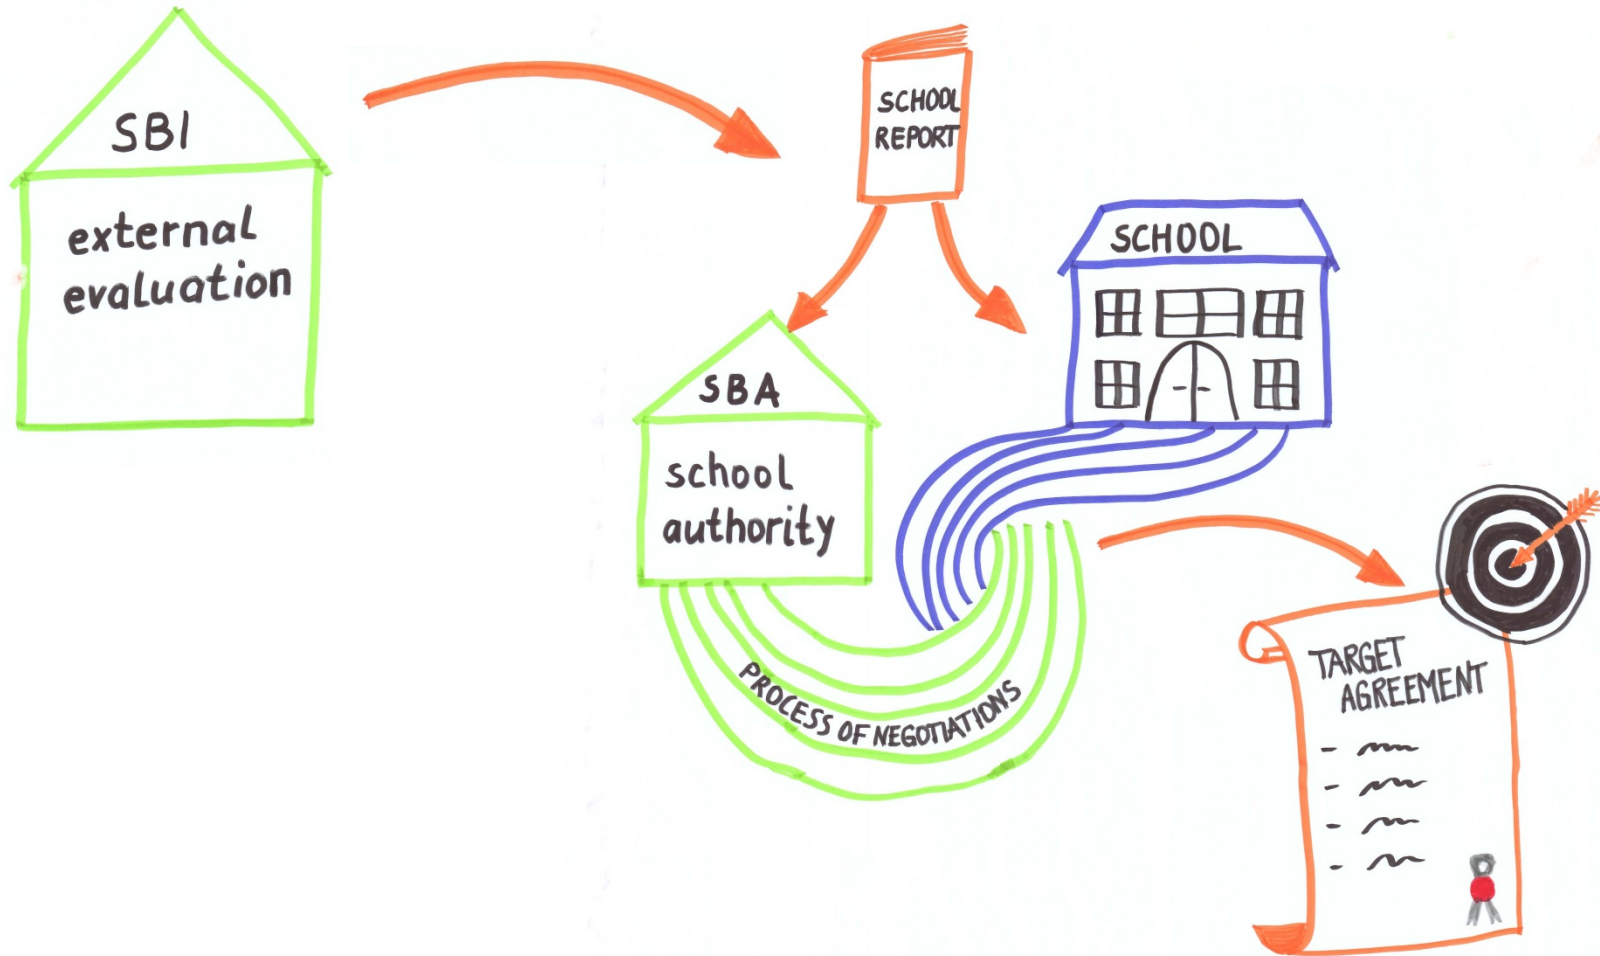 SBI
external
evaluation
SCHOOL
REPORT
SCHOOL
SBA
school
authority
PROCESS OF NEGOTIATIONS
TARGET
AGREEMENT